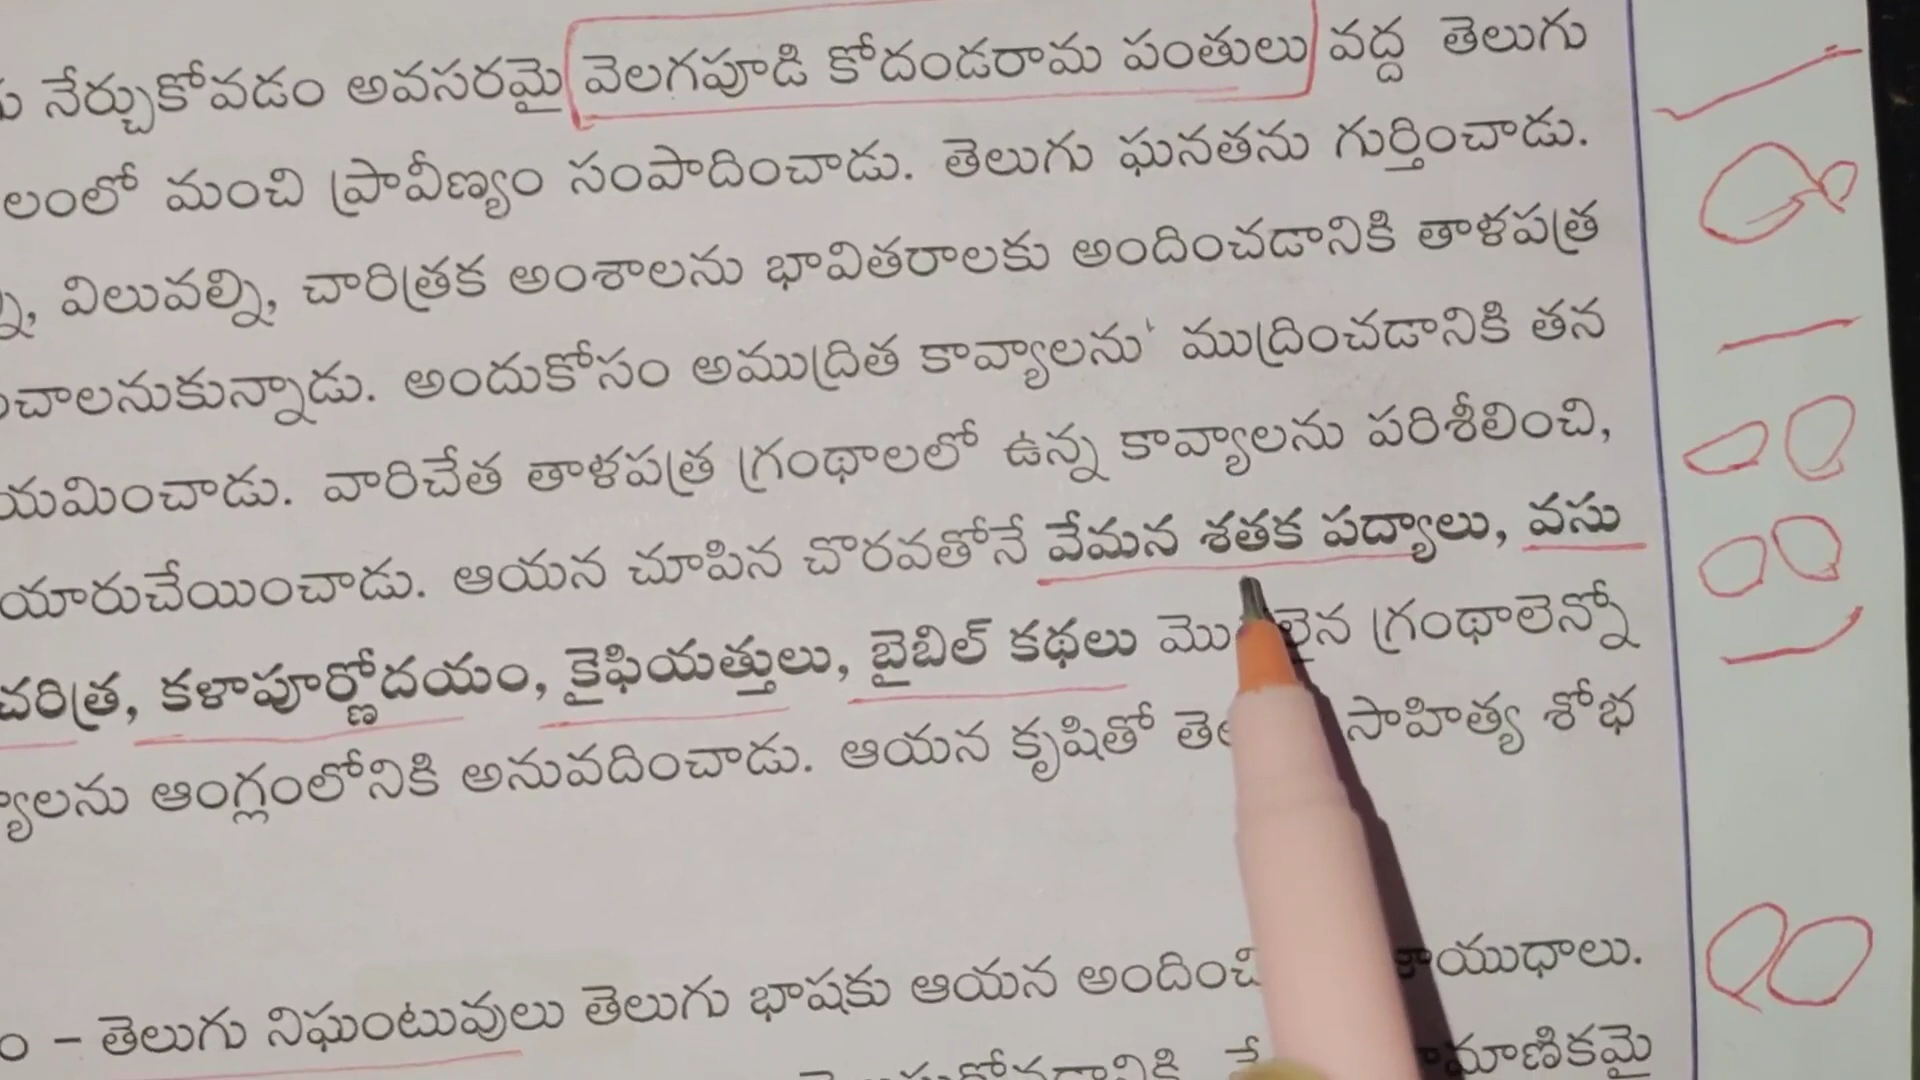 నేర్చుకోవడం అవసరమై వెలగపూడి కోదండరామ పంతులు వద్ద తెలుగు
లంలో మంచి ప్రావీణ్యం సంపాదించాడు. తెలుగు ఘనతను గుర్తించాడు.
విలువల్ని, చారిత్రక అంశాలను భావితరాలకు అందించడానికి తాళపత్ర
చాలనుకున్నాడు. అందుకోసం అముద్రిత కావ్యాలను ముద్రించడానికి తన
యమించాడు. వారిచేత తాళపత్ర గ్రంథాలలో ఉన్న కావ్యాలను పరిశీలించి,
యారుచేయించాడు. ఆయన చూపిన చొరవతోనే వేమన శతక పద్యాలు, వసు
చరిత్ర, కళాపూర్ణోదయం, కైఫియత్తులు, బైబిల్ కథలు గ్రంథాలెన్నో
్యాలను ఆంగ్లంలోనికి అనువదించాడు. ఆయన కృషితో సాహిత్య శోభ
– తెలుగు నిఘంటువులు తెలుగు భాషకు ఆయన అందించి యుధాలు.
మాణికమై